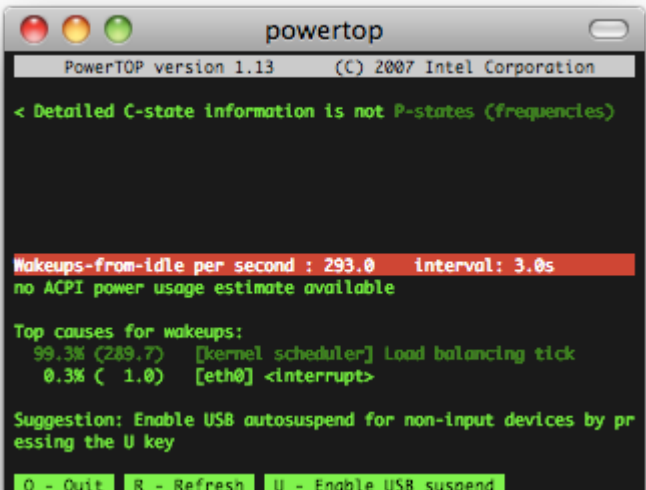 powertop
PowerTOP version 1.13 (C) 2007 Intel Corporation
< Detailed C-state information is not P-states (frequencies)
Wakeups-from-idle per second : 293.0 interval: 3.0s
no ACPI power usage estimate available
Top causes for wakeups:
99.3% (289.7) [kernel scheduler] Load balancing tick
0.3% ( 1.0) [eth0] <interrupt>
Suggestion: Enable USB autosuspend for non-input devices by pr
essing the U key
Q - Quit R - Refresh U - Enable USB suspend